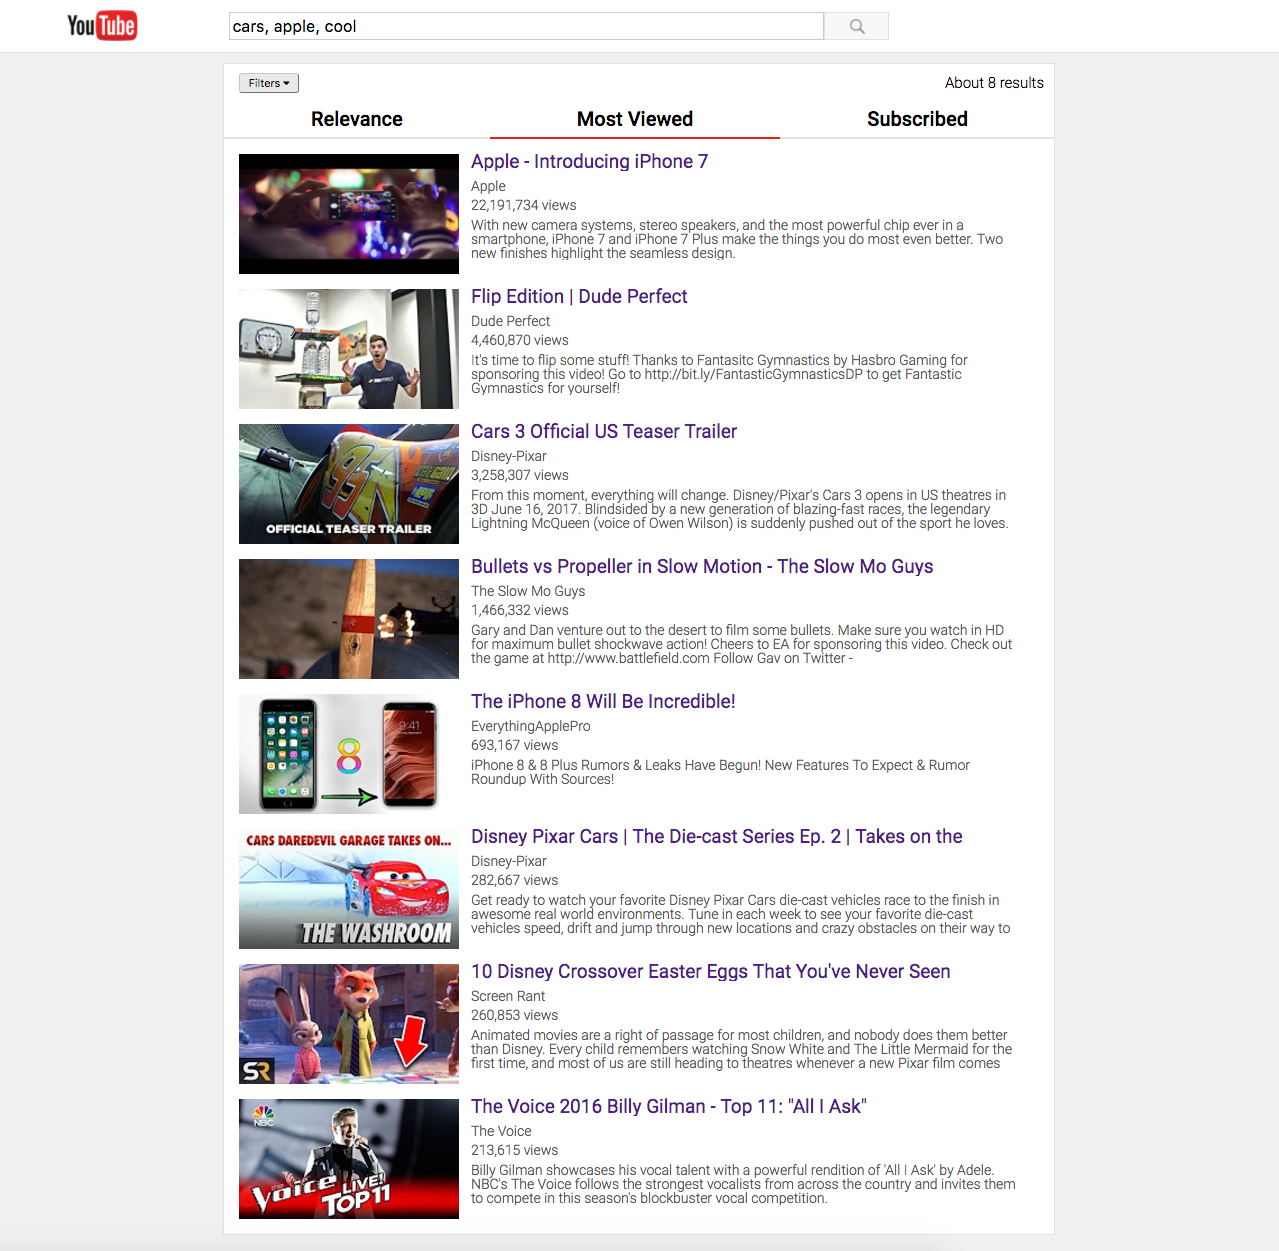 YouTube
cars, apple, cool
Filters
About 8 results
Relevance
Most Viewed
Subscribed
Apple - Introducing iPhone 7
Apple
22,191,734 views
With new camera systems, stereo speakers, and the most powerful chip ever in a
smartphone, iPhone 7 and iPhone 7 Plus make the things you do most even better. Two
new finishes highlight the seamless design.
Flip Edition | Dude Perfect
Dude Perfect
4,460,870 views
It's time to flip some stuff! Thanks to Fantasitc Gymnastics by Hasbro Gaming for
sponsoring this video! Go to http://bit.ly/FantasticGymnasticsDP to get Fantastic
Gymnastics for yourself!
95
OFFICIAL TEASER TRAILER
Cars 3 Official US Teaser Trailer
Disney-Pixar
3,258,307 views
From this moment, everything will change. Disney/Pixar's Cars 3 opens in US theatres in
3D June 16, 2017. Blindsided by a new generation of blazing-fast races, the legendary
Lightning McQueen (voice of Owen Wilson) is suddenly pushed out of the sport he loves.
Bullets vs Propeller in Slow Motion - The Slow Mo Guys
The Slow Mo Guys
1,466,332 views
Gary and Dan venture out to the desert to film some bullets. Make sure you watch in HD
for maximum bullet shockwave action! Cheers to EA for sponsoring this video. Check out
the game at http://www.battlefield.com Follow Gav on Twitter -
8
9:41
The iPhone 8 Will Be Incredible!
EverythingApplePro
693,167 views
iPhone 8 & 8 Plus Rumors & Leaks Have Begun! New Features To Expect & Rumor
Roundup With Sources!
CARS DAREDEVIL GARAGE TAKES ON...
THE WASHROOM
Disney Pixar Cars | The Die-cast Series Ep. 2 | Takes on the
Disney-Pixar
282,667 views
Get ready to watch your favorite Disney Pixar Cars die-cast vehicles race to the finish in
awesome real world environments. Tune in each week to see your favorite die-cast
vehicles speed, drift and jump through new locations and crazy obstacles on their way to
SR
10 Disney Crossover Easter Eggs That You've Never Seen
Screen Rant
260,853 views
Animated movies are a right of passage for most children, and nobody does them better
than Disney. Every child remembers watching Snow White and The Little Mermaid for the
first time, and most of us are still heading to theatres whenever a new Pixar film comes
NBC
The Voice LIVE!
TOP 11
The Voice 2016 Billy Gilman - Top 11: "All I Ask"
The Voice
213,615 views
Billy Gilman showcases his vocal talent with a powerful rendition of 'All I Ask' by Adele.
NBC's The Voice follows the strongest vocalists from across the country and invites them
to compete in this season's blockbuster vocal competition.